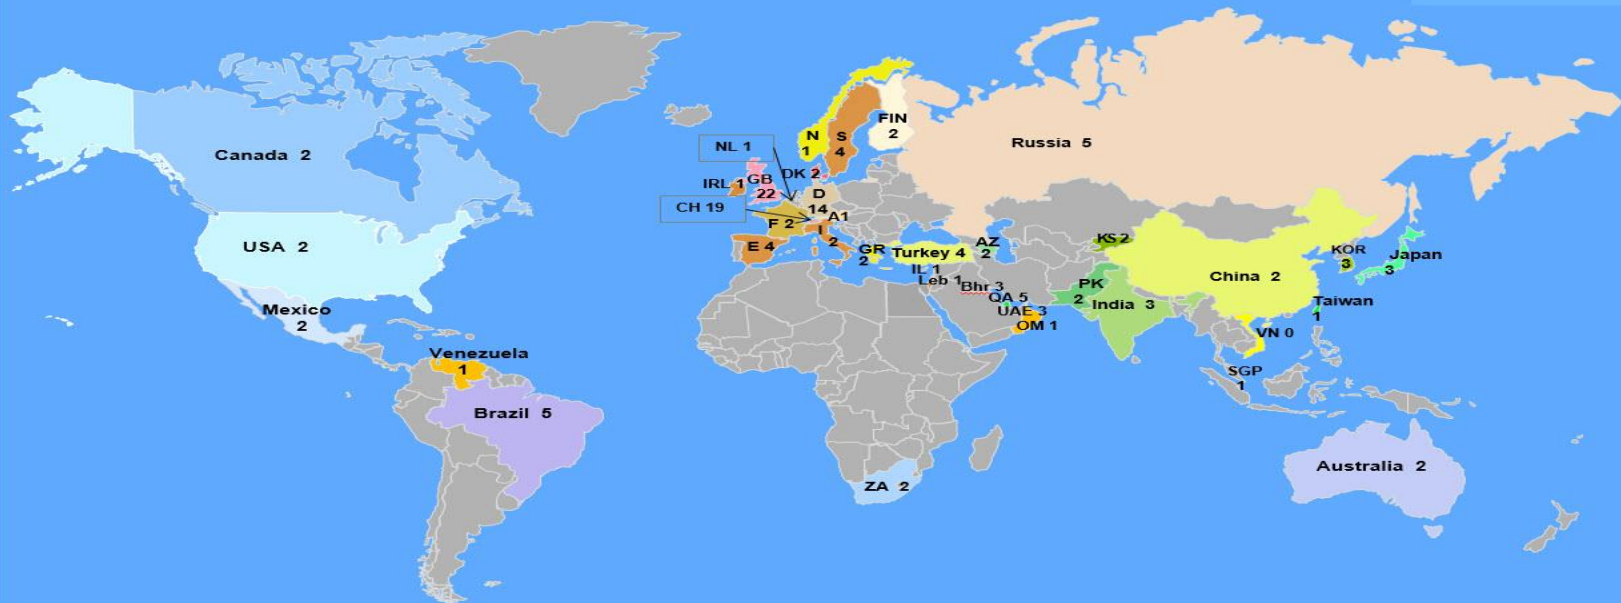 FIN
2
Russia 5
N
1
S
4
NL 1
Canada 2
DK 2
IRL 1
GB
22
D
14
CH 19
A1
F 2
I
2
E 4
GR
2
Turkey 4
AZ
2
KS 2
KOR
3
Japan
3
USA 2
IL 1
Leb 1
Bhr 3
QA 5
UAE 3
OM 1
PK
2
India 3
China 2
Taiwan
1
Mexico
2
VN 0
Venezuela
1
SGP
1
Brazil 5
Australia 2
ZA 2